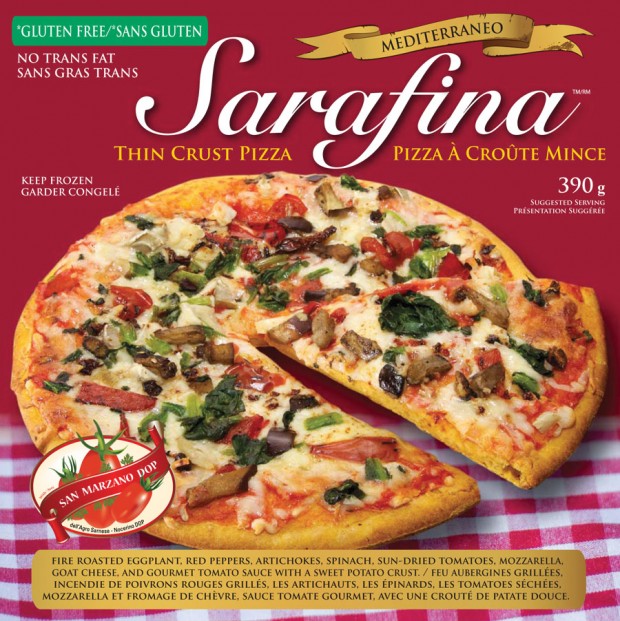 *GLUTEN FREE/*SANS GLUTEN
NO TRANS FAT
SANS GRAS TRANS
MEDITERRANEO
Sarafina
THIN CRUST PIZZA
PIZZA À CROÛTE MINCE
KEEP FROZEN
GARDER CONGELÉ
390 g
SUGGESTED SERVING
PRÉSENTATION SUGGÉRÉE
SAN MARZANO DOP
dell'Agro Sarnese - Nocerino DOP
FIRE ROASTED EGGPLANT, RED PEPPERS, ARTICHOKES, SPINACH, SUN-DRIED TOMATOES, MOZZARELLA,
GOAT CHEESE, AND GOURMET TOMATO SAUCE WITH A SWEET POTATO CRUST. / FEU AUBERGINES GRILLÉES,
INCENDIE DE POIVRONS ROUGES GRILLÉS, LES ARTICHAUTS, LES ÉPINARDS, LES TOMATOES SÉCHÉES,
MOZZARELLA ET FROMAGE DE CHÈVRE, SAUCE TOMATE GOURMET, AVEC UNE CROUTÉ DE PATATE DOUCE.